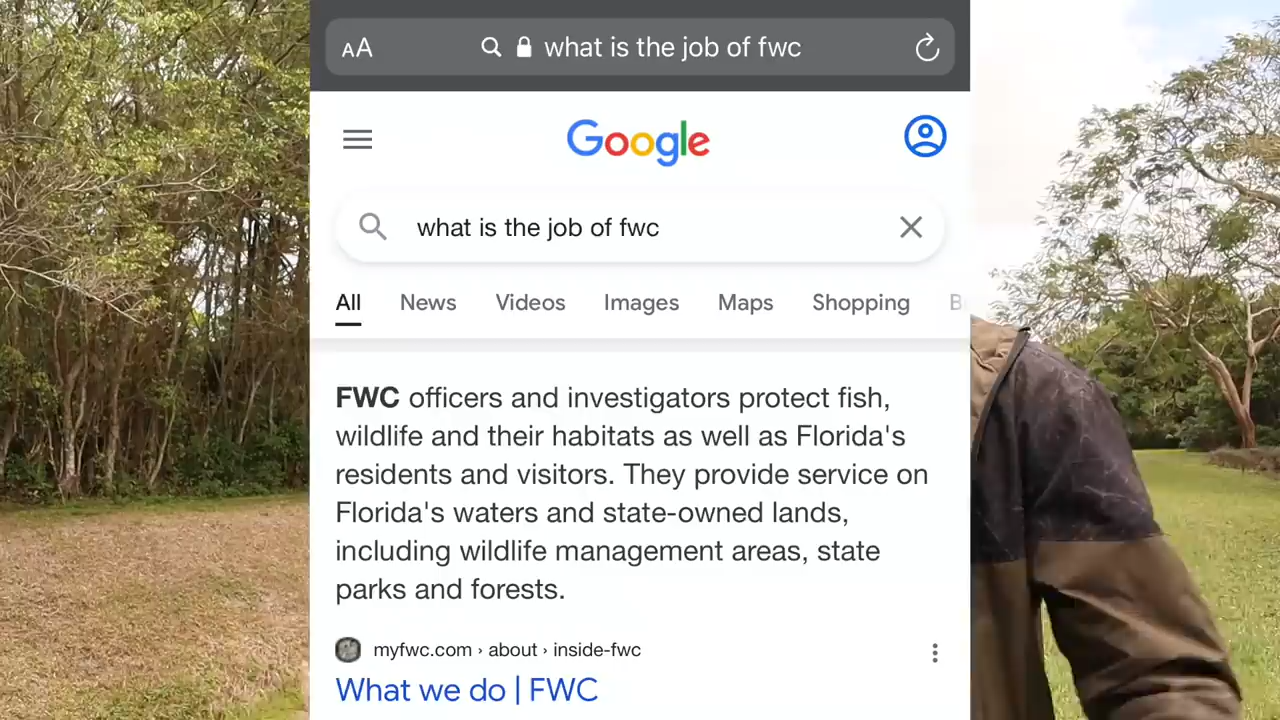 AA what is the job of fwc
Google
what is the job of fwc
All News Videos Images Maps Shopping
FWC officers and investigators protect fish,
wildlife and their habitats as well as Florida's
residents and visitors. They provide service on
Florida's waters and state-owned lands,
including wildlife management areas, state
parks and forests.
myfwc.com › about › inside-fwc
What we do | FWC